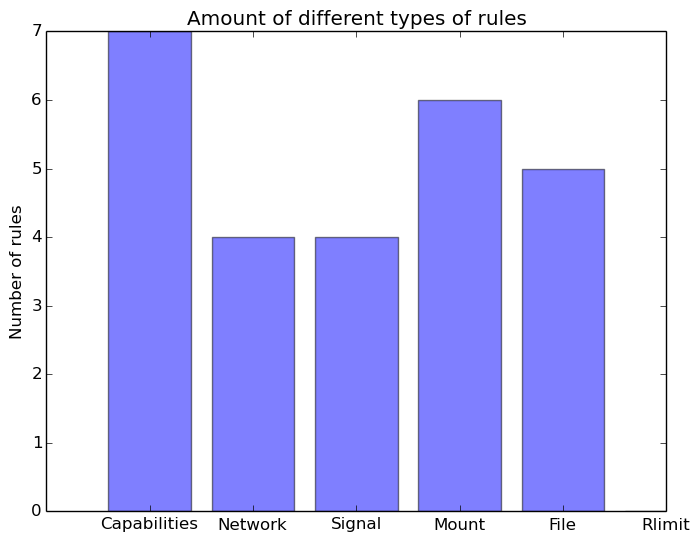 Amount of different types of rules
7
6
5
4
3
2
1
0
Number of rules
Capabilities Network Signal Mount File Rlimit